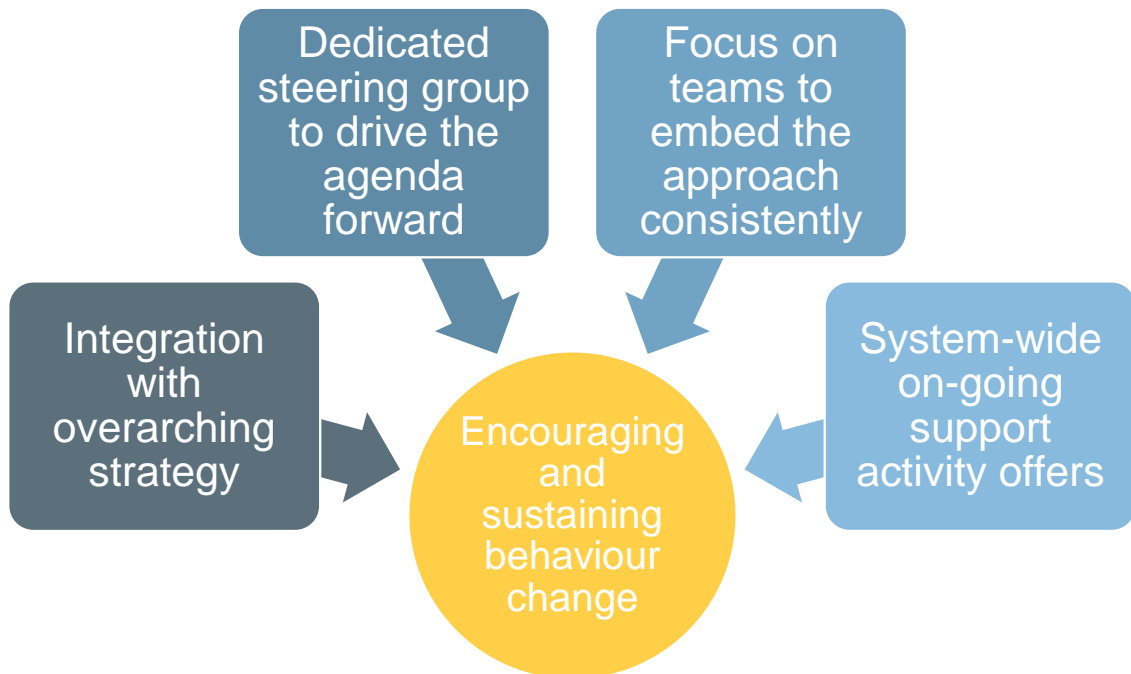 Dedicated
steering group
to drive the
agenda
forward
Focus on
teams to
embed the
approach
consistently
Integration
with
overarching
strategy
System-wide
on-going
support
activity offers
Encouraging
and
sustaining
behaviour
change